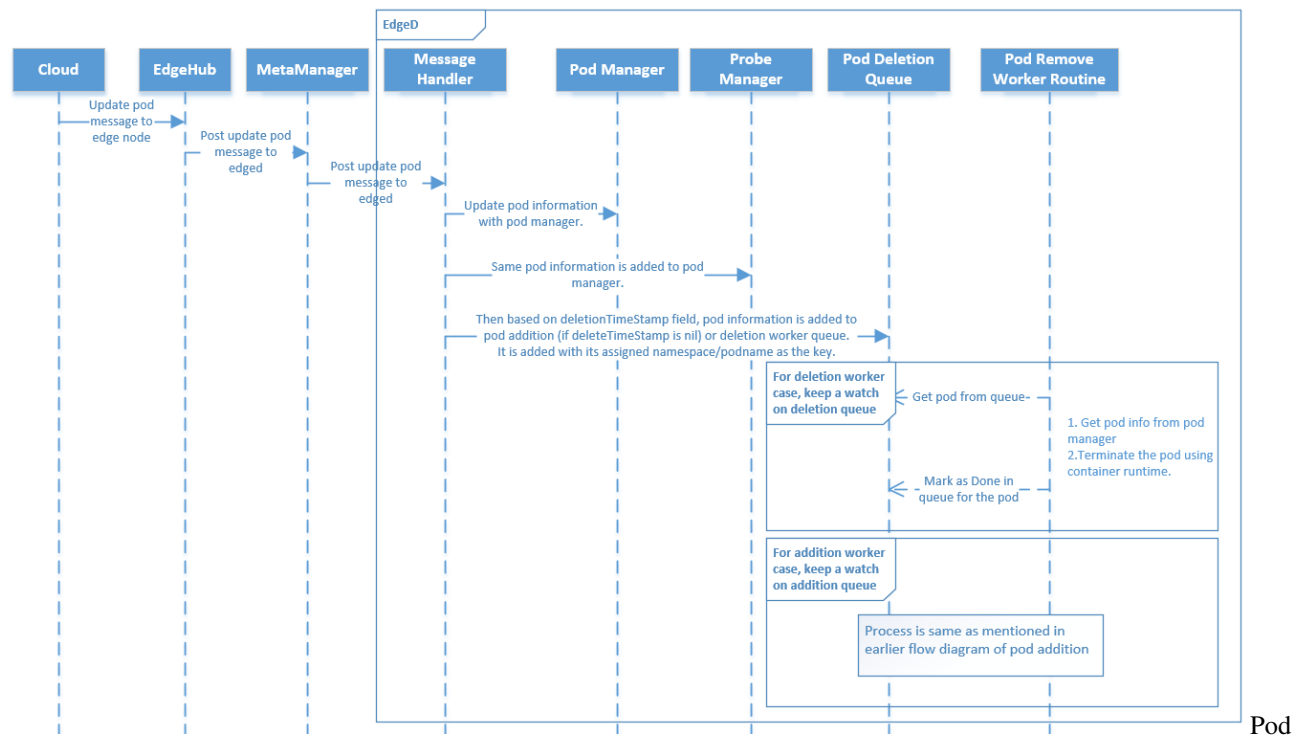 EdgeD
Cloud
EdgeHub
MetaManager
Message
Handler
Pod Manager
Probe
Manager
Pod Deletion
Queue
Pod Remove
Worker Routine
Update pod
message to
edge node
Post update pod
message to
edged
Post update pod
message to
edged
Update pod information
with pod manager.
Same pod information is added to pod
manager.
Then based on deletionTimeStamp field, pod information is added to
pod addition (if deleteTimeStamp is nil) or deletion worker queue.
It is added with its assigned namespace/podname as the key.
For deletion worker
case, keep a watch
on deletion queue
Get pod from queue-
1. Get pod info from pod
manager
2.Terminate the pod using
container runtime.
Mark as Done in
queue for the pod
For addition worker
case, keep a watch
on addition queue
Process is same as mentioned in
earlier flow diagram of pod addition
Pod